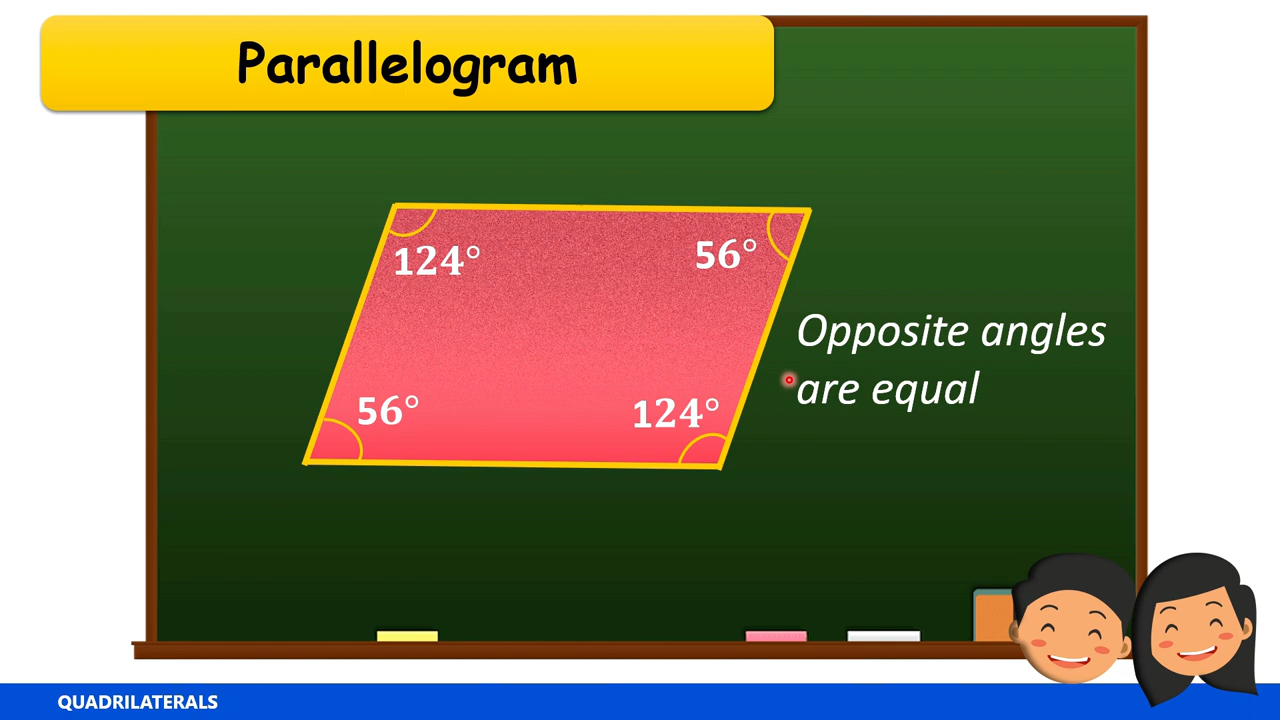 Parallelogram
124° 56°
Opposite angles
are equal
56° 124°
QUADRILATERALS